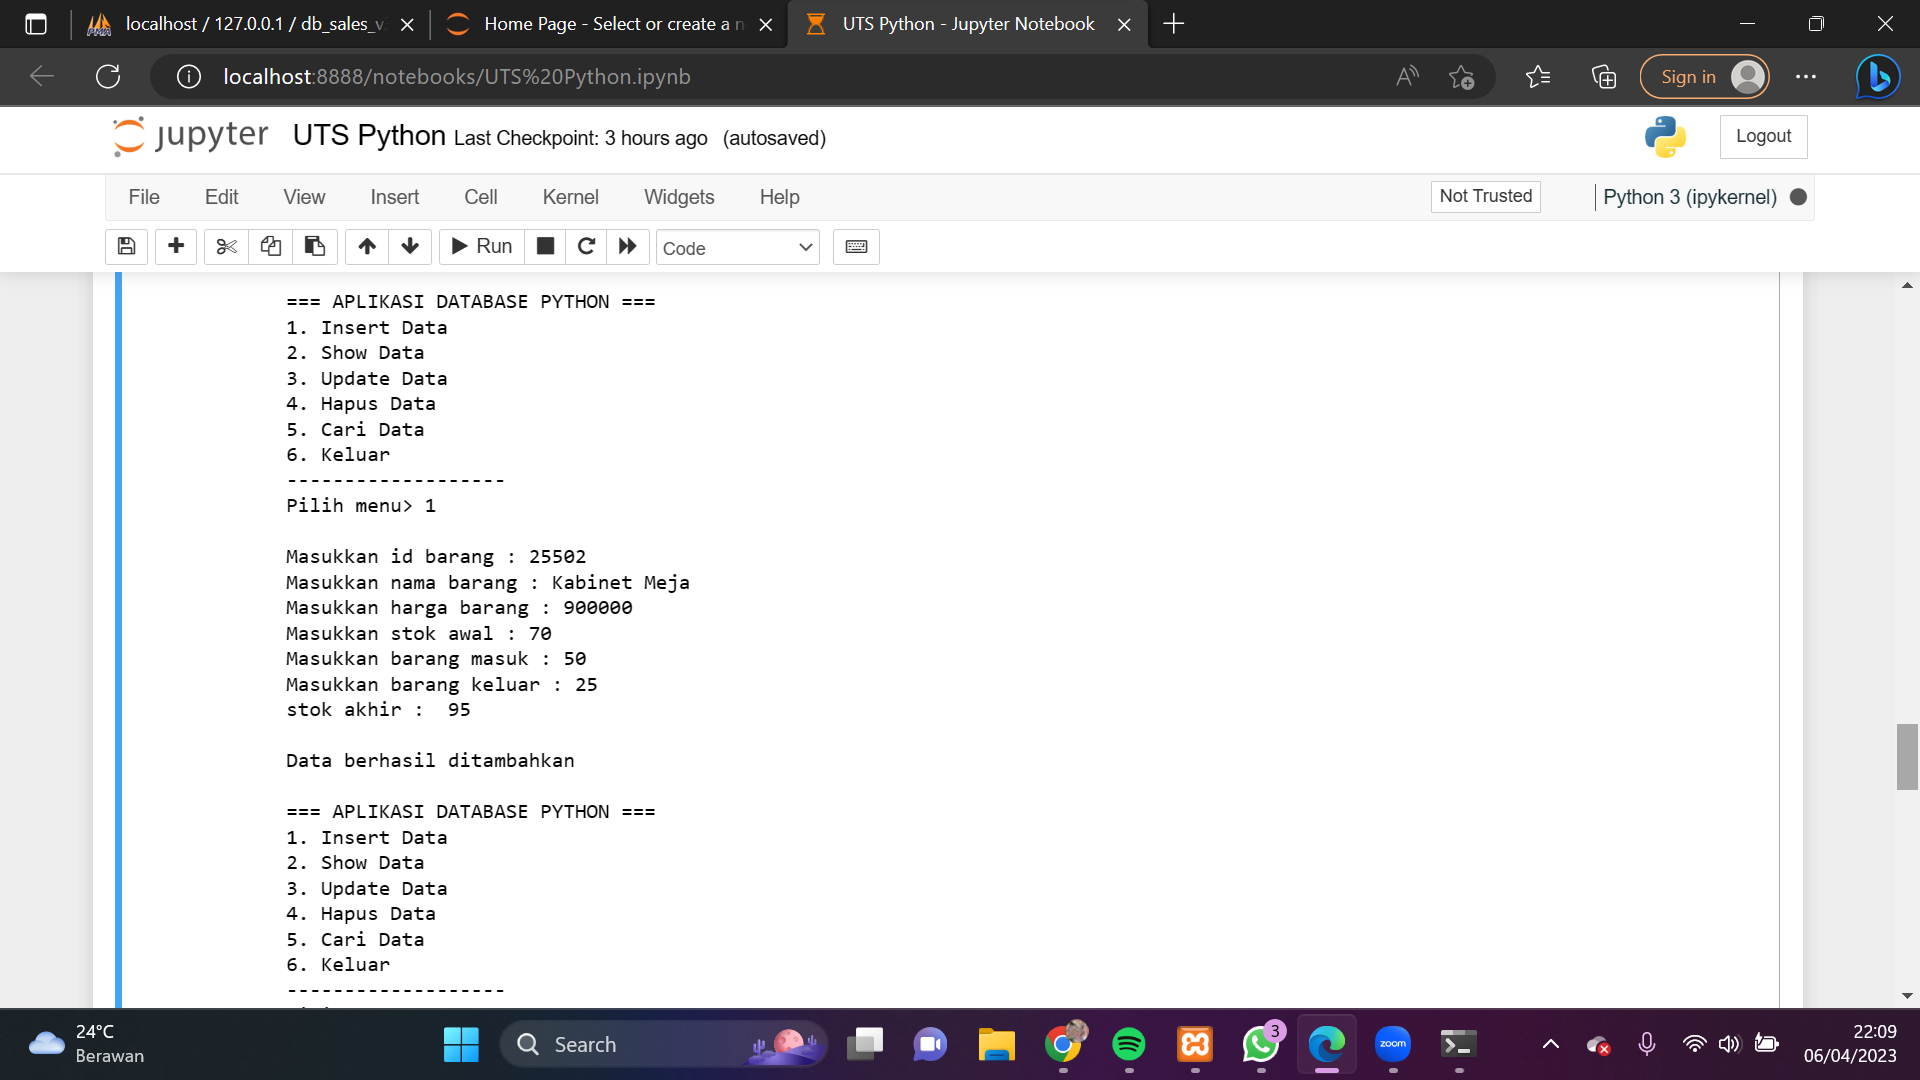 localhost / 127.0.0.1 / db_sales_v
Home Page - Select or create a n
UTS Python - Jupyter Notebook
localhost:8888/notebooks/UTS%20Python.ipynb
Sign in
jupyter UTS Python Last Checkpoint: 3 hours ago (autosaved)
Logout
File Edit View Insert Cell Kernel Widgets Help
Not Trusted
Python 3 (ipykernel)
Run
Code
=== APLIKASI DATABASE PYTHON ===
1. Insert Data
2. Show Data
3. Update Data
4. Hapus Data
5. Cari Data
6. Keluar
-------------------
Pilih menu> 1
Masukkan id barang : 25502
Masukkan nama barang : Kabinet Meja
Masukkan harga barang : 900000
Masukkan stok awal : 70
Masukkan barang masuk : 50
Masukkan barang keluar : 25
stok akhir :  95
Data berhasil ditambahkan
=== APLIKASI DATABASE PYTHON ===
1. Insert Data
2. Show Data
3. Update Data
4. Hapus Data
5. Cari Data
6. Keluar
-------------------
24°C
Berawan
Search
zoom
3
22:09
06/04/2023